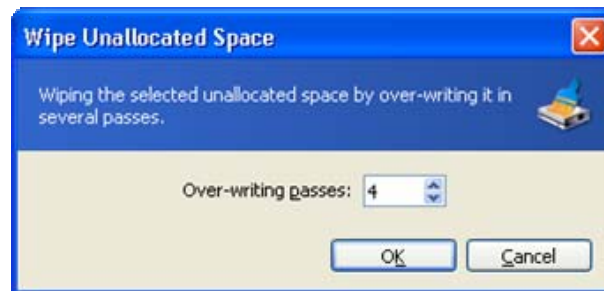 Wipe Unallocated Space
Wiping the selected unallocated space by over-writing it in
several passes.
Over-writing passes: 4
OK Cancel